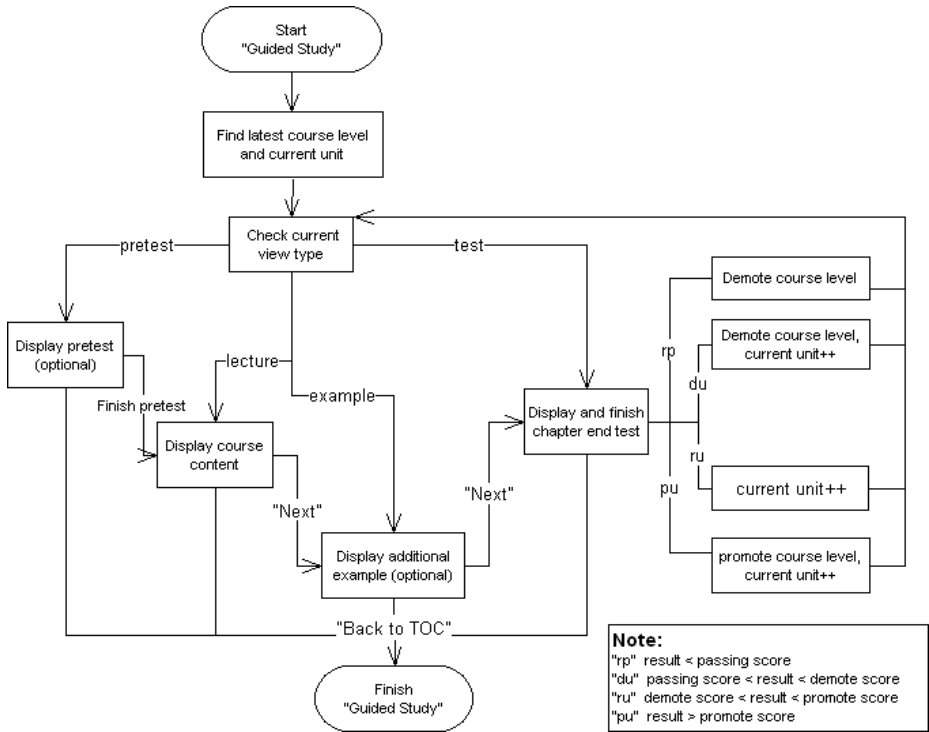 Start
"Guided Study"
Find latest course level
and current unit
Check current
view type
pretest
test
Demote course level
Display pretest
(optional)
Demote course level,
current unit++
rp
du
lecture
example
Finish pretest
Display and finish
chapter end test
Display course
content
ru
pu
current unit++
"Next"
"Next"
Display additional
example (optional)
promote course level,
current unit++
"Back to TOC"
Finish
"Guided Study"
Note:
"rp" result < passing score
"du" passing score < result < demote score
"ru" demote score < result < promote score
"pu" result > promote score